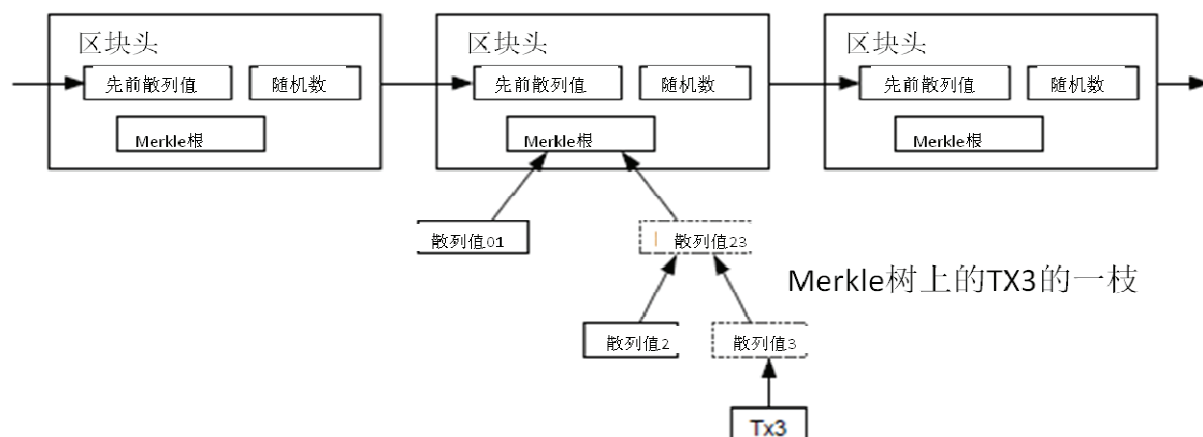 区块头
区块头
区块头
先前散列值
随机数
先前散列值
随机数
先前散列值
随机数
Merkle根
Merkle根
Merkle根
散列值01
散列值23
Merkle树上的TX3的一枝
散列值2
散列值3
Tx3